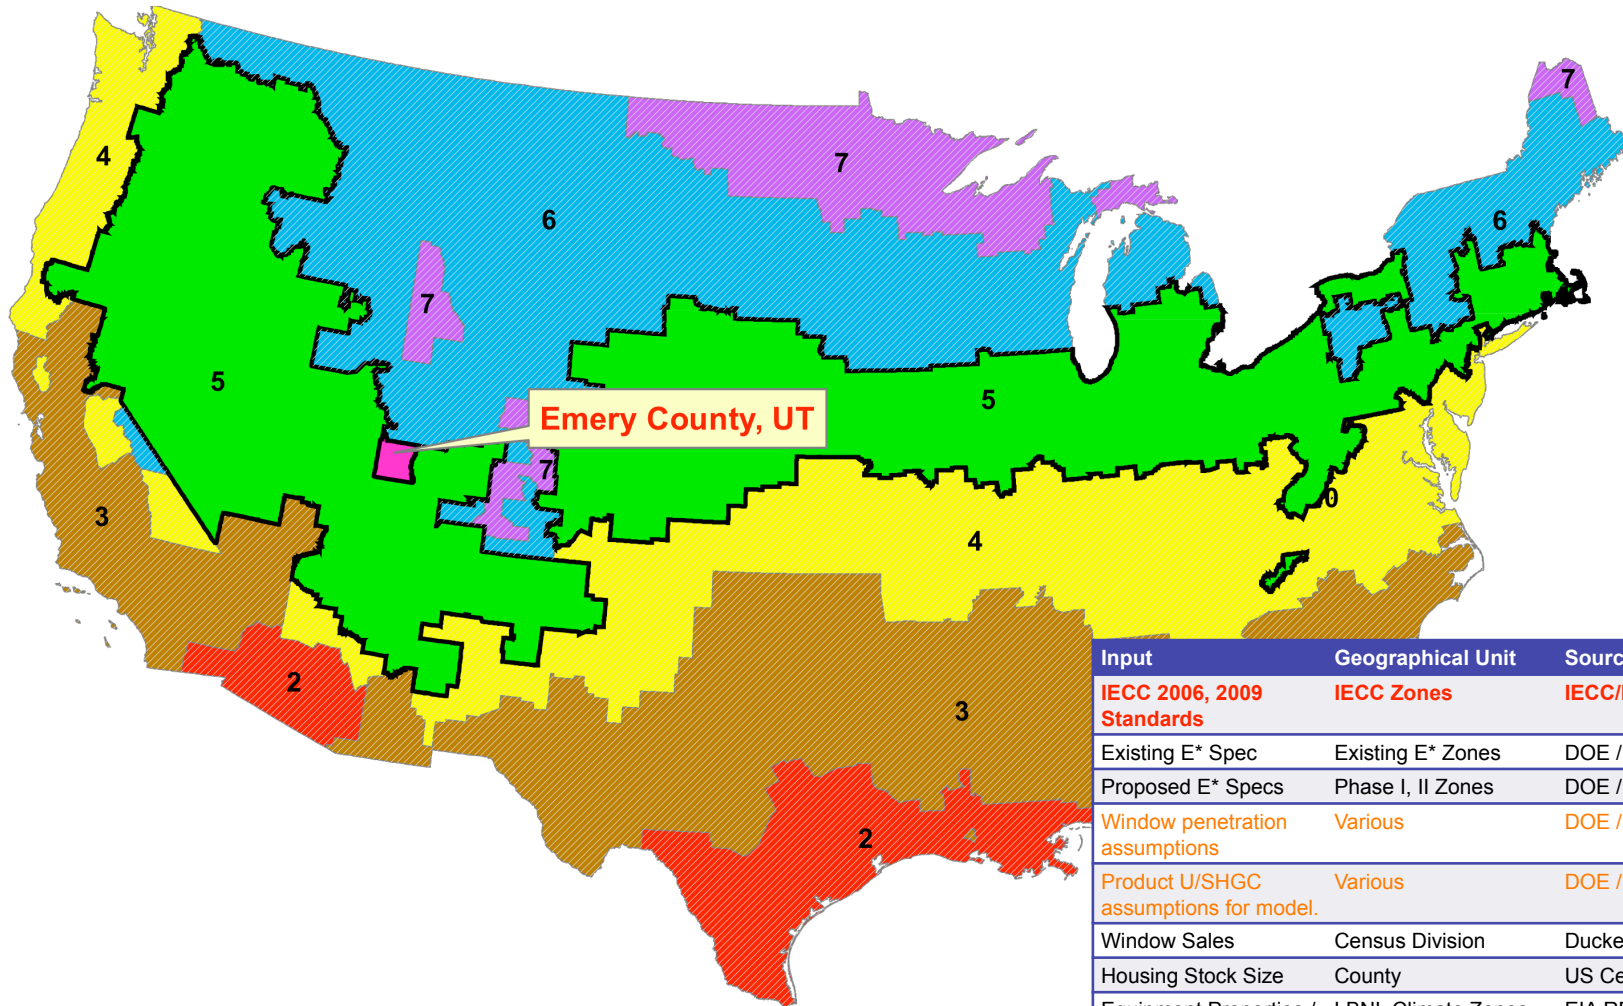 7
4
7
6
6
7
5
5
Emery County, UT
7
3
0
4
2
3
2
4
Input Geographical Unit
IECC 2006, 2009 IECC Zones
Standards
Existing E* Spec Existing E* Zones DOE /
Proposed E* Specs Phase I, II Zones DOE /
Window penetration Various DOE /
assumptions
Product U/SHGC Various DOE /
assumptions for model.
Window Sales Census Division
Housing Stock Size County US